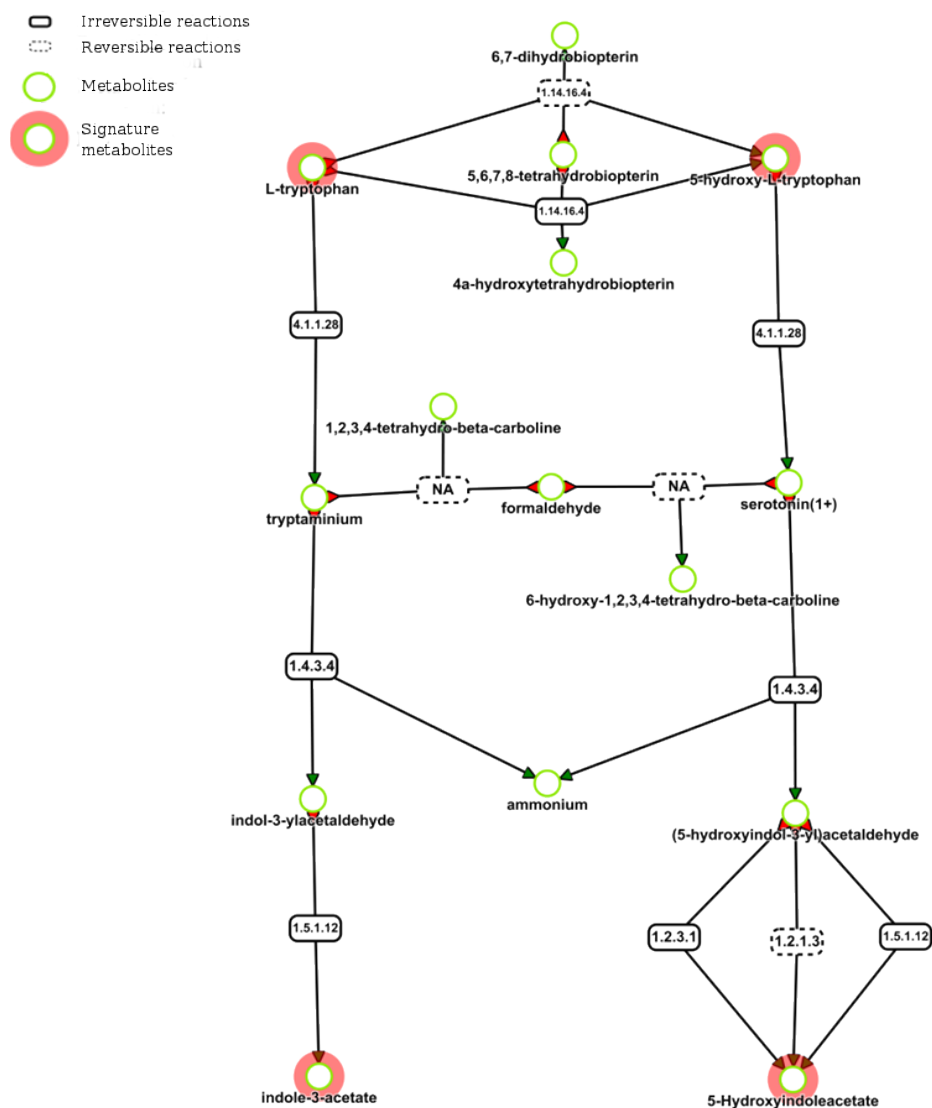 Irreversible reactions
Reversible reactions
Metabolites
Signature
metabolites
6,7-dihydrobiopterin
1.14.16.4
L-tryptophan
5,6,7,8-tetrahydrobiopterin
5-hydroxy-L-tryptophan
1.14.16.4
4a-hydroxytetrahydrobiopterin
4.1.1.28
4.1.1.28
1,2,3,4-tetrahydro-beta-carboline
NA
NA
tryptaminium
formaldehyde
serotonin(1+)
6-hydroxy-1,2,3,4-tetrahydro-beta-carboline
1.4.3.4
1.4.3.4
ammonium
indol-3-ylacetaldehyde
(5-hydroxyindol-3-yl)acetaldehyde
1.5.1.12
1.2.3.1
1.2.1.3
1.5.1.12
indole-3-acetate
5-Hydroxyindoleacetate